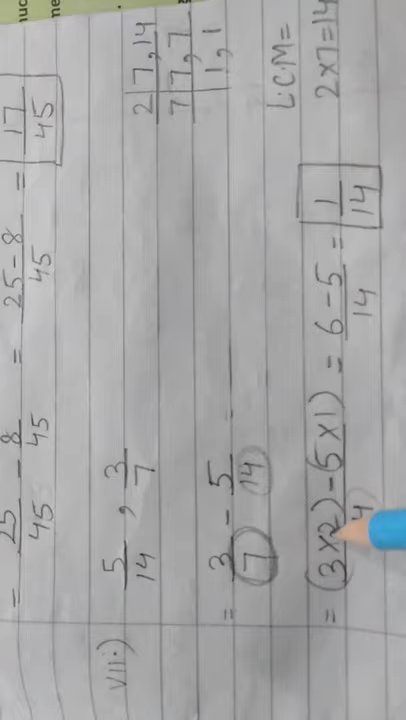 = 25/45 - 8/45 = 25-8/45 = 17/45
vii.) 5/14 , 3/7
2 | 7, 14
7 | 7, 7
1, 1
= 3/7 - 5/14
L.C.M =
2x7=14
= (3x2)-5x1)/4 = 6-5/14 = 1/14